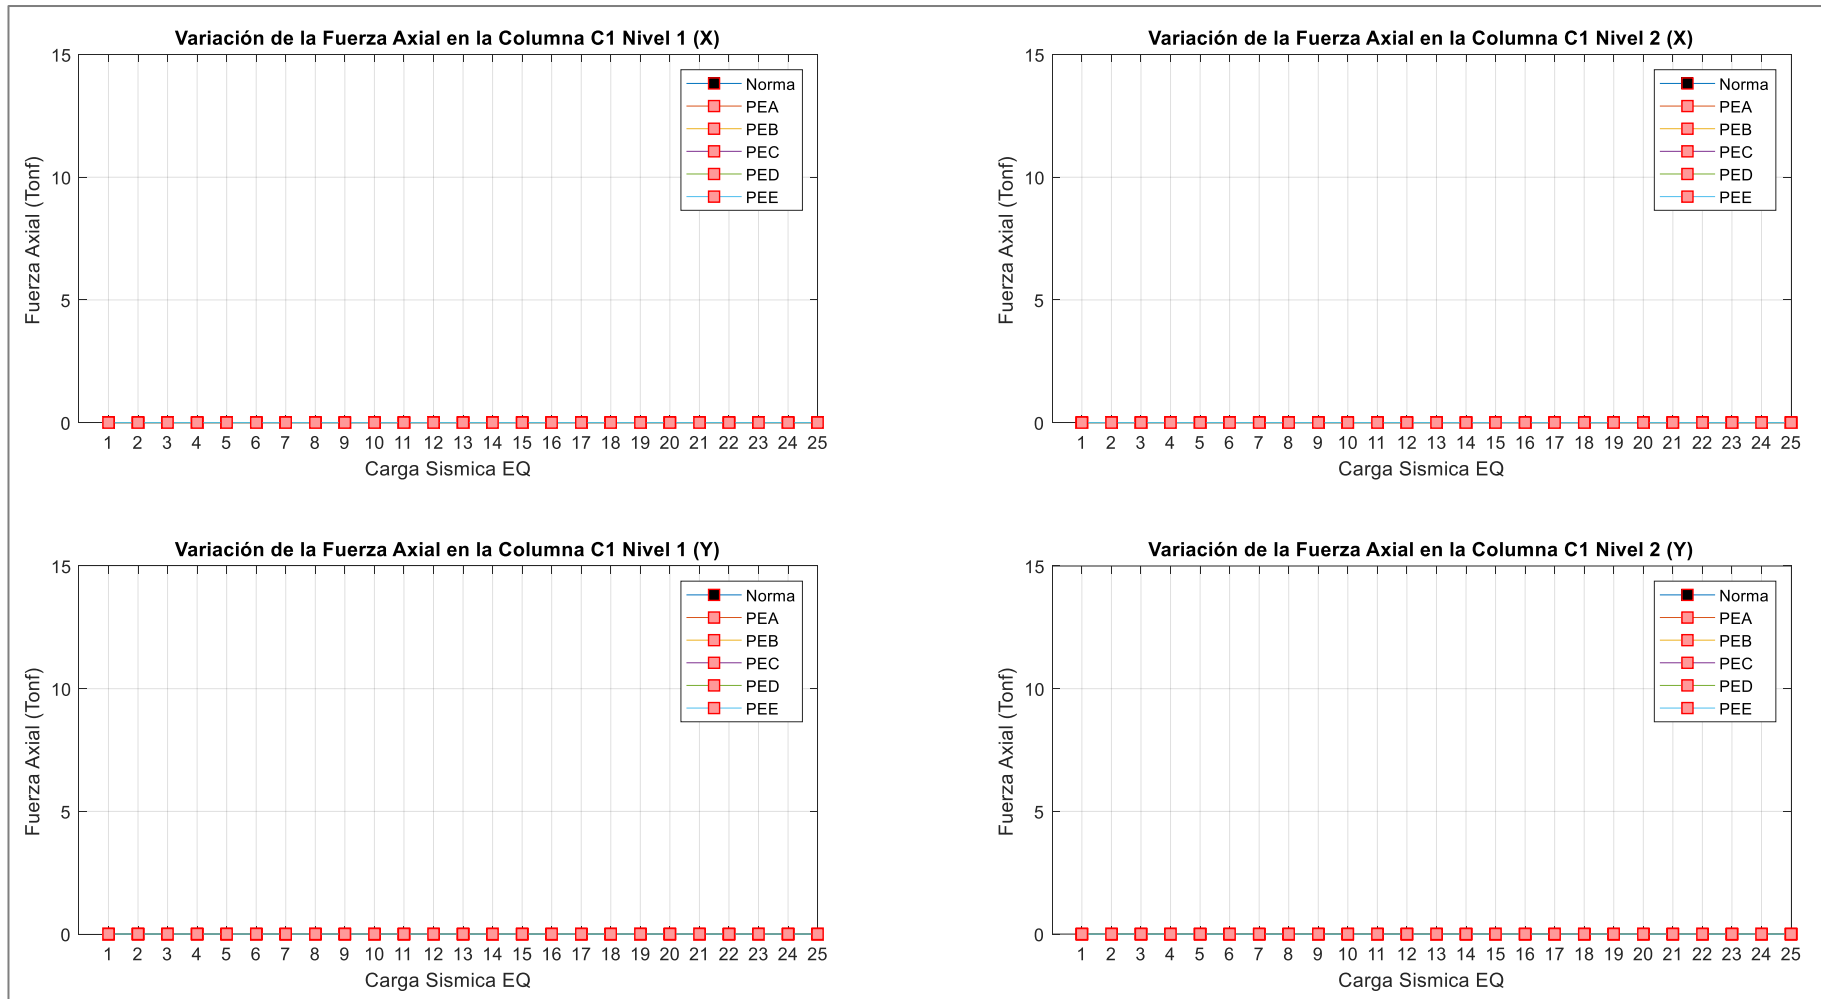 Variación de la Fuerza Axial en la Columna C1 Nivel 1 (X)
15
10
5
0
Fuerza Axial (Tonf)
Norma
PEA
PEB
PEC
PED
PEE
1 2 3 4 5 6 7 8 9 10 11 12 13 14 15 16 17 18 19 20 21 22 23 24 25
Carga Sismica EQ
Variación de la Fuerza Axial en la Columna C1 Nivel 2 (X)
15
10
5
0
Fuerza Axial (Tonf)
Norma
PEA
PEB
PEC
PED
PEE
1 2 3 4 5 6 7 8 9 10 11 12 13 14 15 16 17 18 19 20 21 22 23 24 25
Carga Sismica EQ
Variación de la Fuerza Axial en la Columna C1 Nivel 1 (Y)
15
10
5
0
Fuerza Axial (Tonf)
Norma
PEA
PEB
PEC
PED
PEE
1 2 3 4 5 6 7 8 9 10 11 12 13 14 15 16 17 18 19 20 21 22 23 24 25
Carga Sismica EQ
Variación de la Fuerza Axial en la Columna C1 Nivel 2 (Y)
15
10
5
0
Fuerza Axial (Tonf)
Norma
PEA
PEB
PEC
PED
PEE
1 2 3 4 5 6 7 8 9 10 11 12 13 14 15 16 17 18 19 20 21 22 23 24 25
Carga Sismica EQ